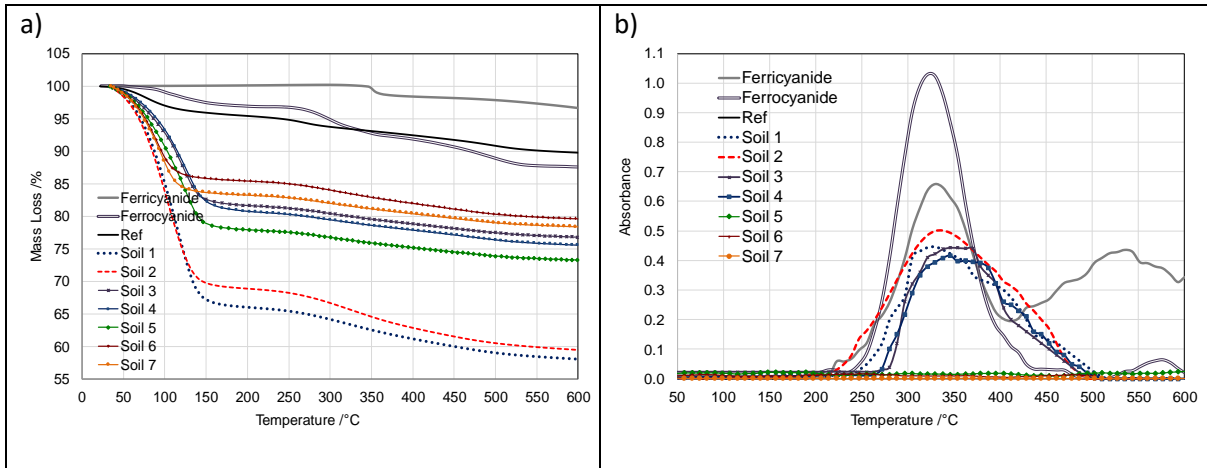 a)
105
100
95
90
85
80
75
70
65
60
55
Mass Loss /%
Ferricyanide
Ferrocyanide
Ref
Soil 1
Soil 2
Soil 3
Soil 4
Soil 5
Soil 6
Soil 7
0 50 100 150 200 250 300 350 400 450 500 550 600
Temperature /°C
b)
1.1
1.0
0.9
0.8
0.7
0.6
0.5
0.4
0.3
0.2
0.1
0.0
Absorbance
Ferricyanide
Ferrocyanide
Ref
Soil 1
Soil 2
Soil 3
Soil 4
Soil 5
Soil 6
Soil 7
50 100 150 200 250 300 350 400 450 500 550 600
Temperature /°C